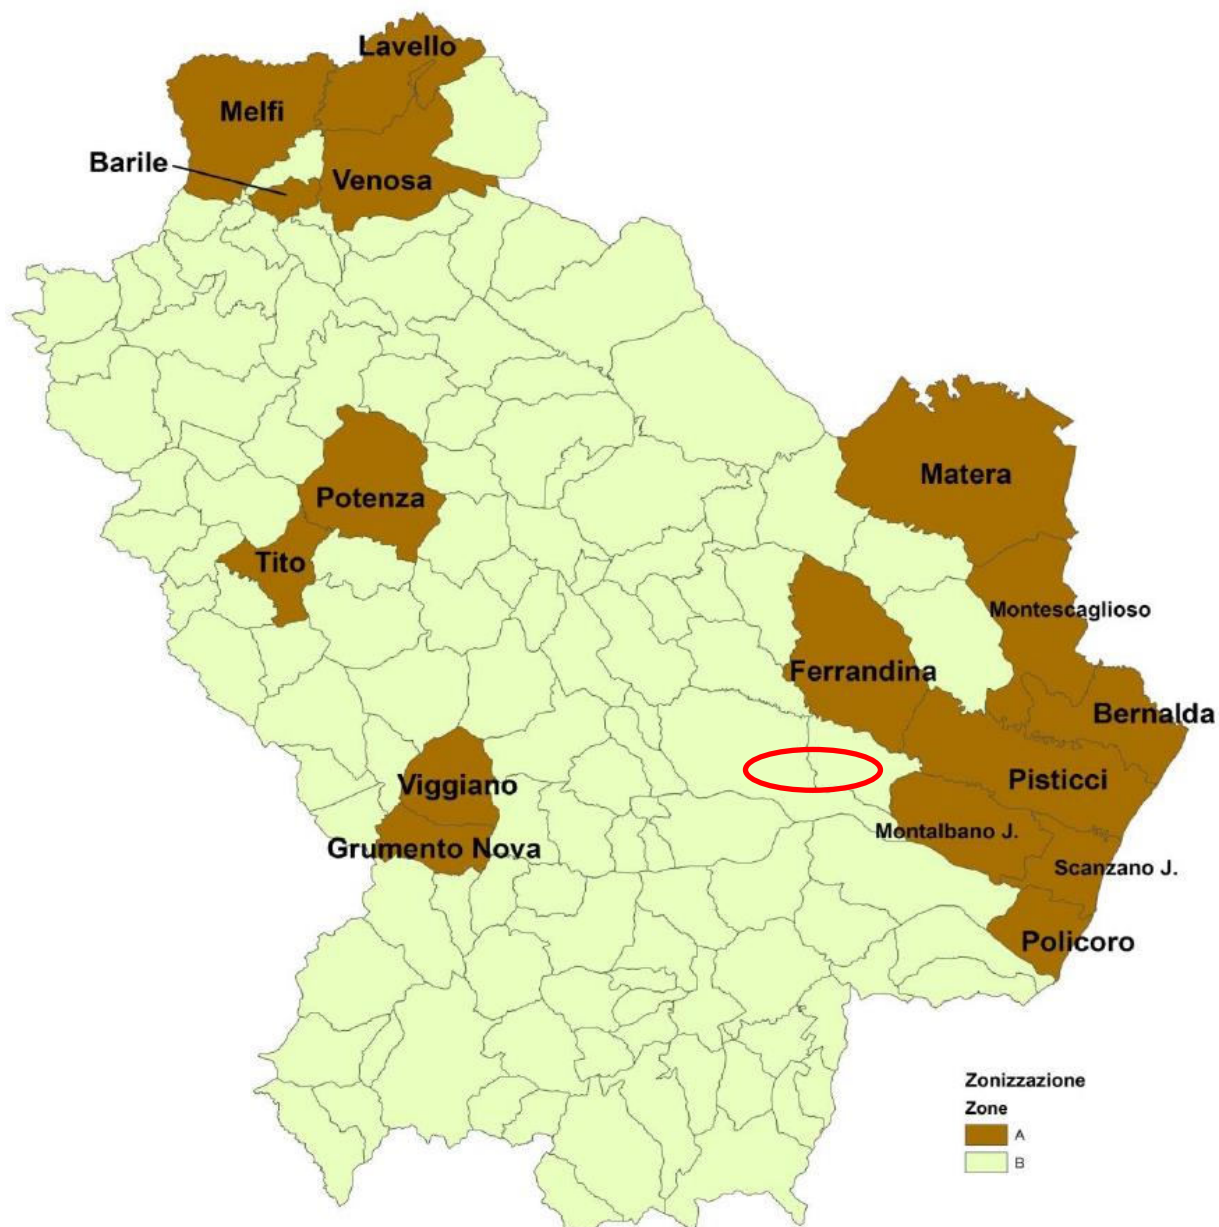 Lavello
Melfi
Barile
Venosa
Matera
Potenza
Tito
Montescaglioso
Ferrandina
Bernalda
Pisticci
Viggiano
Montalbano J.
Grumento Nova
Scanzano J.
Policoro
Zonizzazione
Zone
A
B